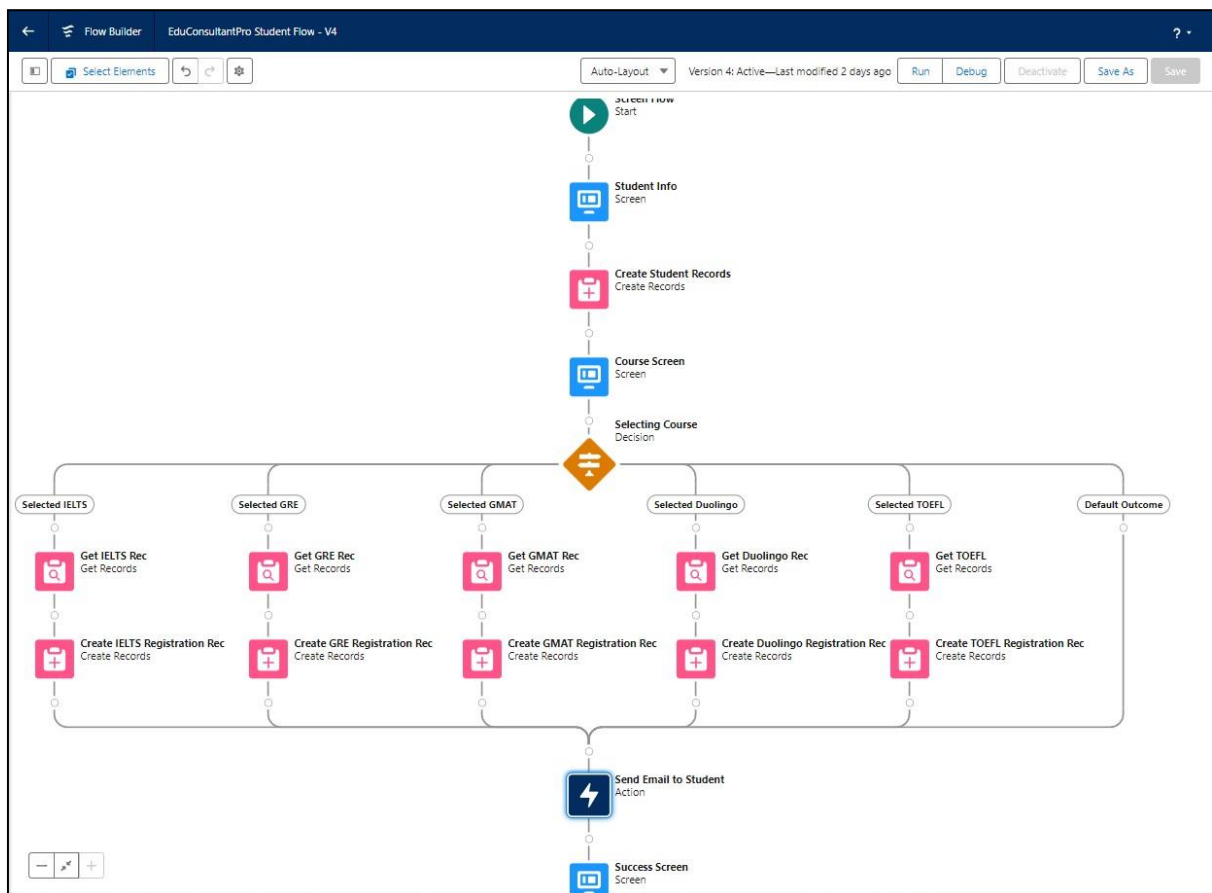 Flow Builder EduConsultantPro Student Flow - V4 ?
Select Elements Auto-Layout Version 4: Active—Last modified 2 days ago Run Debug Deactivate Save As Save
Screen Flow
Start
Student Info
Screen
Create Student Records
Create Records
Course Screen
Screen
Selecting Course
Decision
Selected IELTS Selected GRE Selected GMAT Selected Duolingo Selected TOEFL Default Outcome
Get IELTS Rec Get GRE Rec Get GMAT Rec Get Duolingo Rec Get TOEFL
Get Records Get Records Get Records Get Records Get Records
Create IELTS Registration Rec Create GRE Registration Rec Create GMAT Registration Rec Create Duolingo Registration Rec Create TOEFL Registration Rec
Create Records Create Records Create Records Create Records Create Records
Send Email to Student
Action
Success Screen
Screen